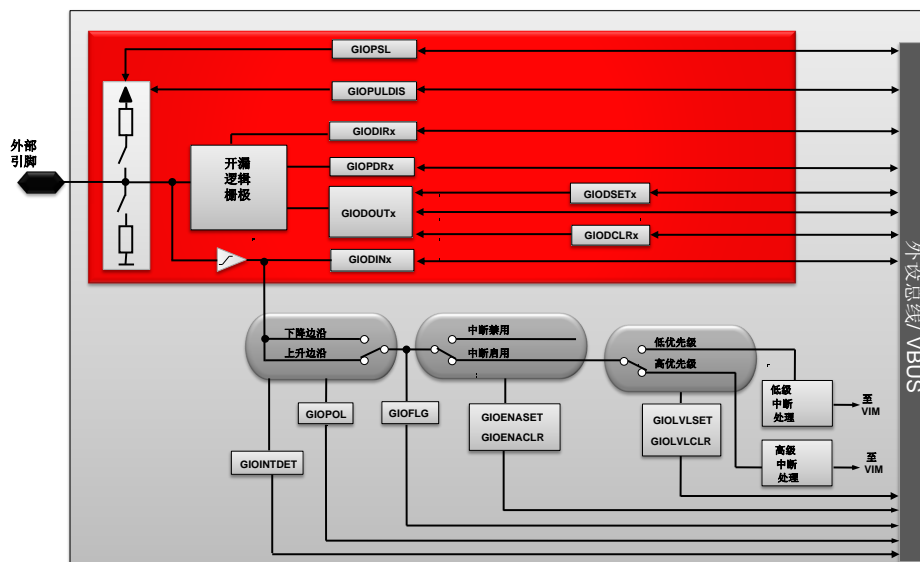 GIOPSL
GIOPULDIS
GIODIRx
外部
引脚
开漏
逻辑
栅极
GIOPDRx
GIODOUTx
GIODSETx
GIODCLRx
GIODINx
外设总线/ VBUS
下降边沿
上升边沿
中断禁用
中断启用
低优先级
高优先级
GIOPOL
GIOFLG
GIOENASET
GIOENACLR
GIOLVLSET
GIOLVLCLR
低级
中断
处理
至
VIM
GIOINTDET
高级
中断
处理
至
VIM